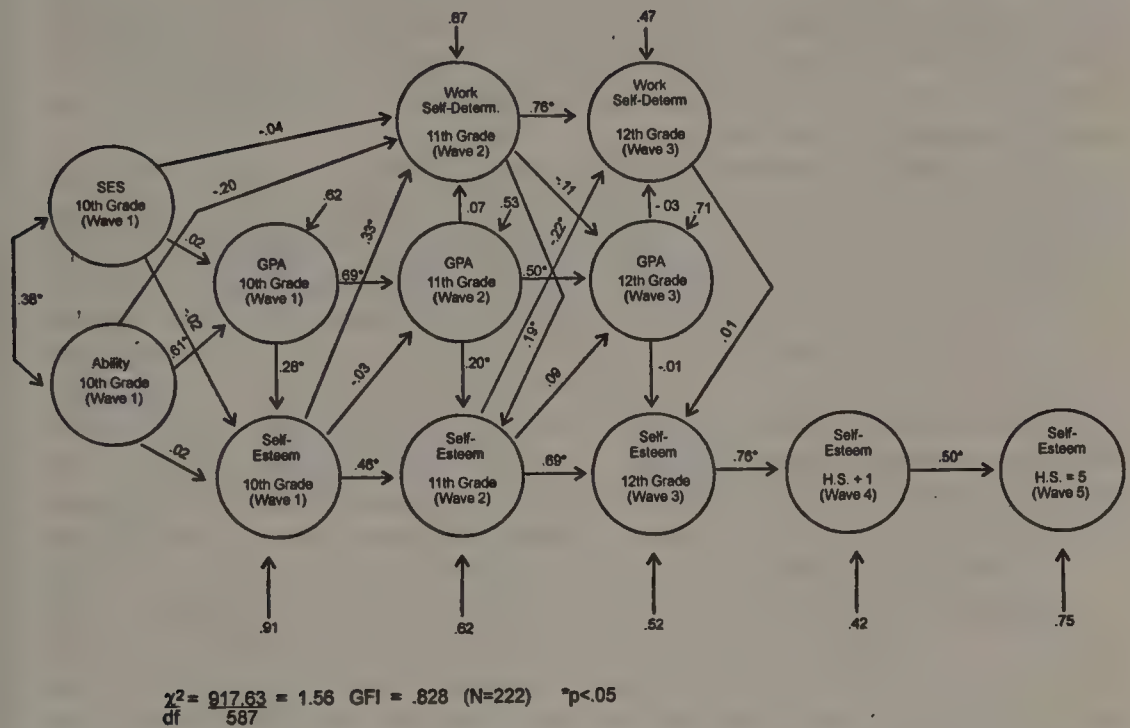 .67
.47
Work
Self-Determ.
11th Grade
(Wave 2)
.76*
Work
Self-Determ
12th Grade
(Wave 3)
-.04
SES
10th Grade
(Wave 1)
-.20
.62
.33*
.07
.53
-.11
-.22*
-.03
.71
.02
GPA
10th Grade
(Wave 1)
.69*
GPA
11th Grade
(Wave 2)
.50*
GPA
12th Grade
(Wave 3)
.38*
-.02
.61*
.19*
.01
Ability
10th Grade
(Wave 1)
.28*
-.03
.20*
.09
-.01
.02
Self-
Esteem
10th Grade
(Wave 1)
.46*
Self-
Esteem
11th Grade
(Wave 2)
.69*
Self-
Esteem
12th Grade
(Wave 3)
.76*
Self-
Esteem
H.S. + 1
(Wave 4)
.50*
Self-
Esteem
H.S. = 5
(Wave 5)
.91
.62
.52
.42
.75
χ2 = 917.63 = 1.56 GFI = .828 (N=222) *p<.05
df 587